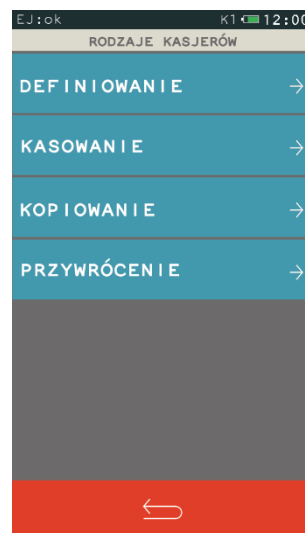 EJ:ok K1 12:00
RODZAJE KASJERÓW
DEFINIOWANIE
KASOWANIE
KOPIOWANIE
PRZYWRÓCENIE